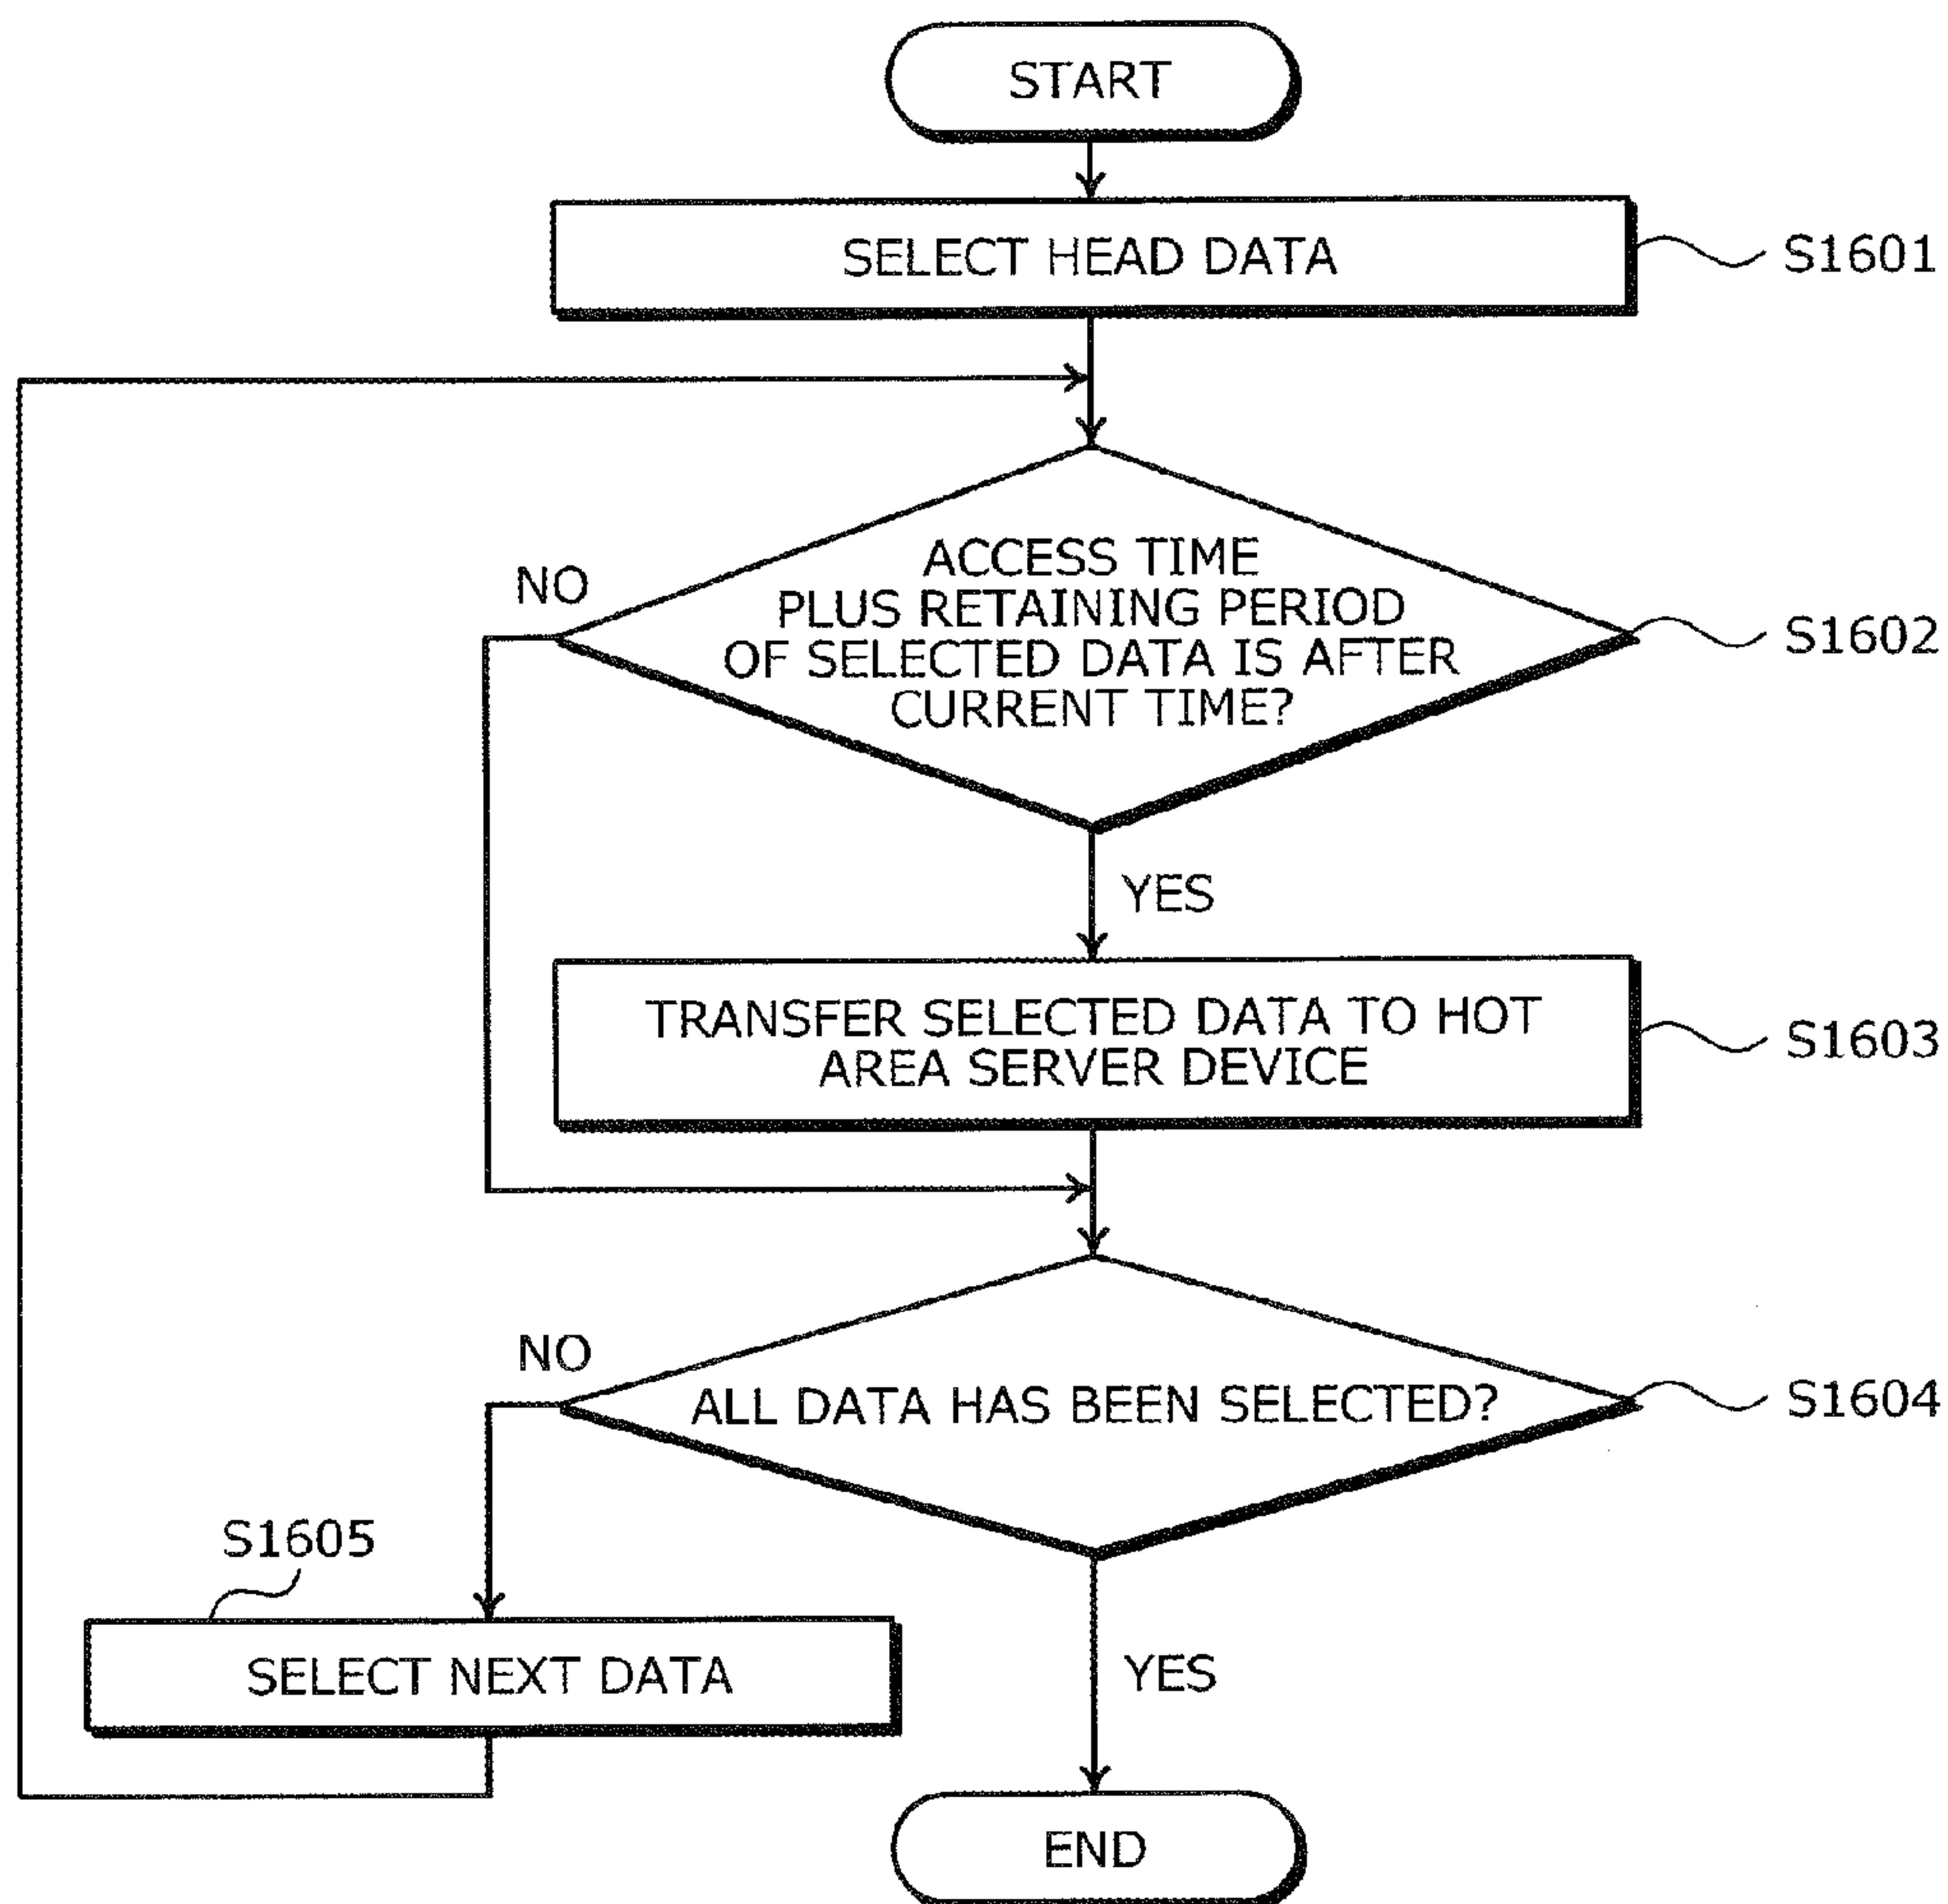 START
SELECT HEAD DATA
S1601
NO
ACCESS TIME
PLUS RETAINING PERIOD
OF SELECTED DATA IS AFTER
CURRENT TIME?
S1602
YES
TRANSFER SELECTED DATA TO HOT
AREA SERVER DEVICE
S1603
NO
ALL DATA HAS BEEN SELECTED?
S1604
S1605
SELECT NEXT DATA
YES
END